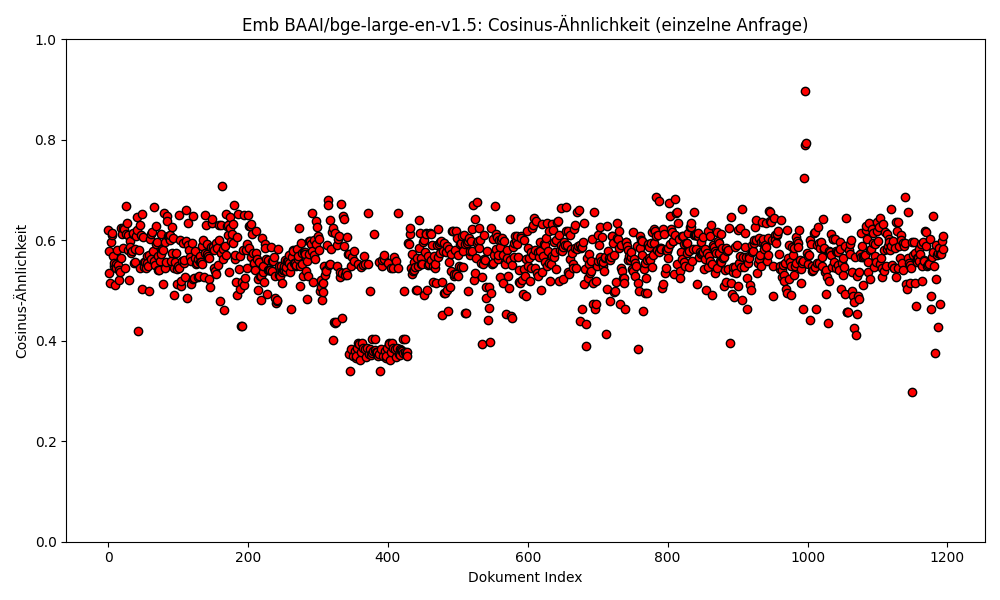 Emb BAAI/bge-large-en-v1.5: Cosinus-Ähnlichkeit (einzelne Anfrage)
Cosinus-Ähnlichkeit
1.0
0.8
0.6
0.4
0.2
0.0
0 200 400 600 800 1000 1200
Dokument Index